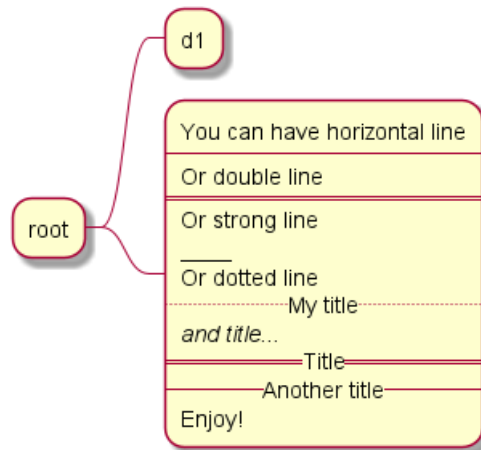 d1
You can have horizontal line
Or double line
Or strong line
____
Or dotted line
My title
and title...
Title
Another title
Enjoy!
root